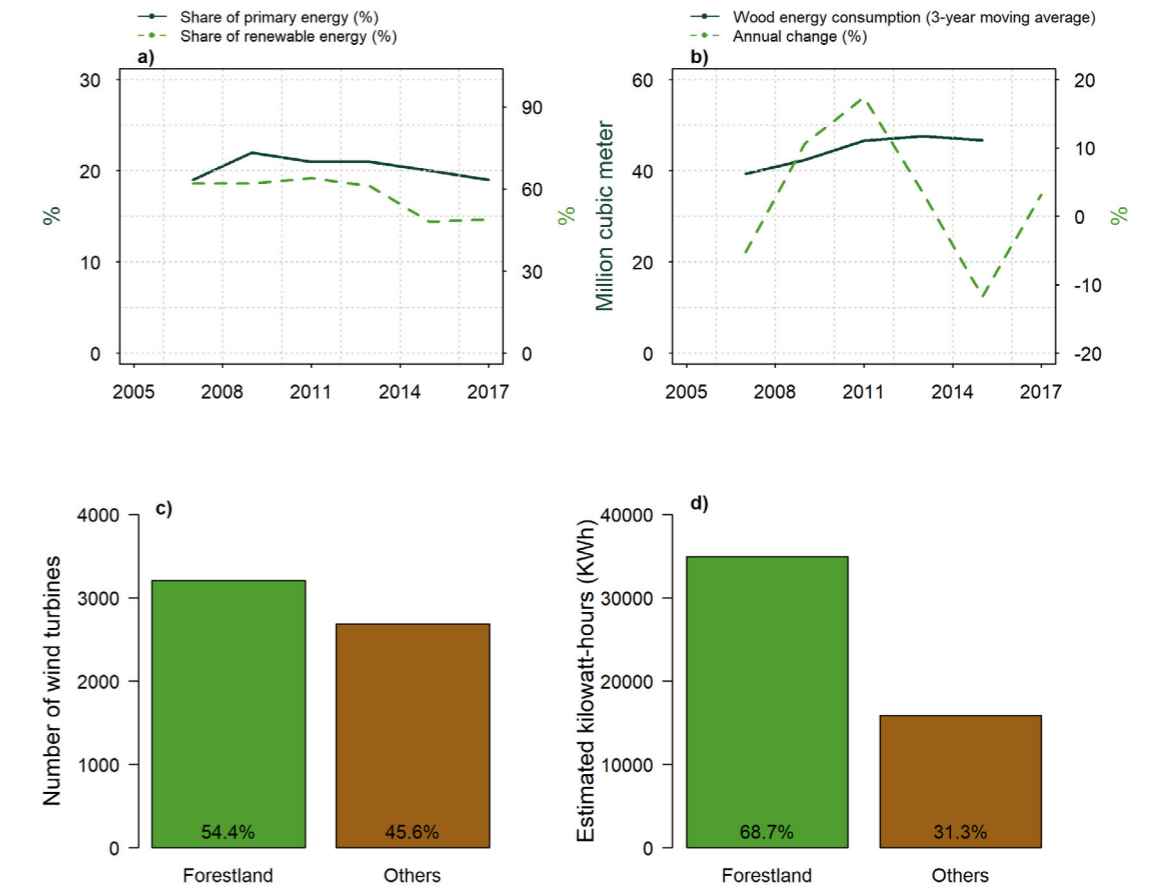 Share of primary energy (%)
Share of renewable energy (%)
a)
30
20
10
0
%
90
60
30
0
%
2005 2008 2011 2014 2017
Wood energy consumption (3-year moving average)
Annual change (%)
b)
60
40
20
0
Million cubic meter
20
10
0
-10
-20
%
2005 2008 2011 2014 2017
c)
4000
3000
2000
1000
0
Number of wind turbines
54.4% 45.6%
Forestland Others
d)
40000
30000
20000
10000
0
Estimated kilowatt-hours (KWh)
68.7% 31.3%
Forestland Others